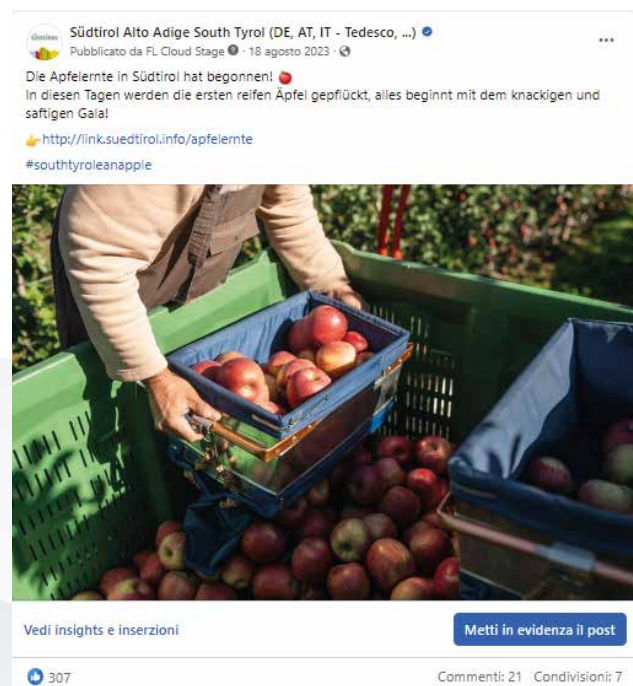 Südtirol Alto Adige South Tyrol (DE, AT, IT - Tedesco, ...)
Pubblicato da FL Cloud Stage · 18 agosto 2023 ·
Die Apfelernte in Südtirol hat begonnen! 🍎
In diesen Tagen werden die ersten reifen Äpfel gepflückt, alles beginnt mit dem knackigen und
saftigen Gala!
👉http://link.suedtirol.info/apfelernte
#southtyroleanapple
Vedi insights e inserzioni
Metti in evidenza il post
307
Commenti: 21 Condivisioni: 7